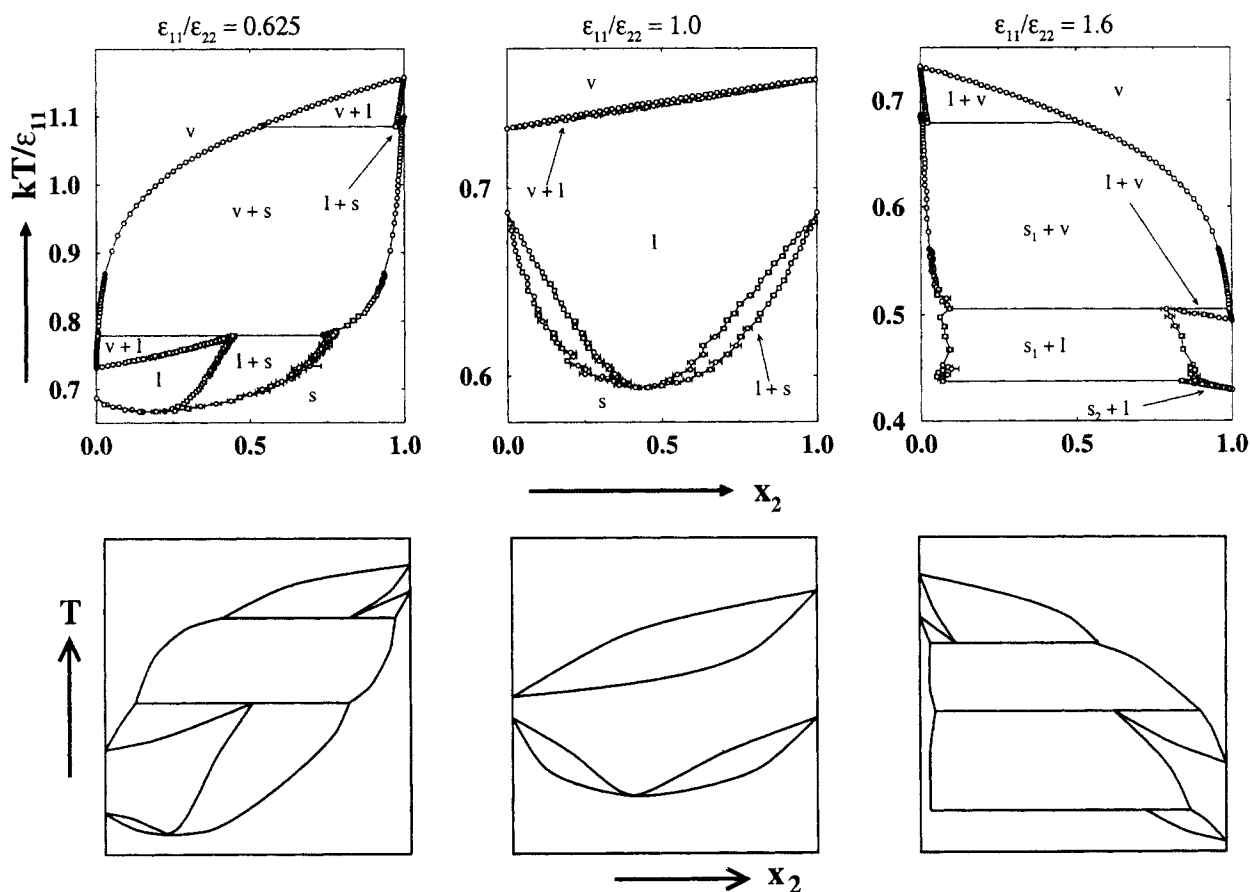 ε₁₁/ε₂₂ = 0.625
ε₁₁/ε₂₂ = 1.0
ε₁₁/ε₂₂ = 1.6
kT/ε₁₁
1.1
1.0
0.9
0.8
0.7
v
v + l
l + s
v + s
v + l
l
l + s
s
0.0
0.5
1.0
0.7
0.6
v
v + l
l
s
l + s
0.0
0.5
1.0
0.7
0.6
0.5
0.4
l + v
v
l + v
s₁ + v
s₁ + l
s₂ + l
0.0
0.5
1.0
x₂
T
x₂